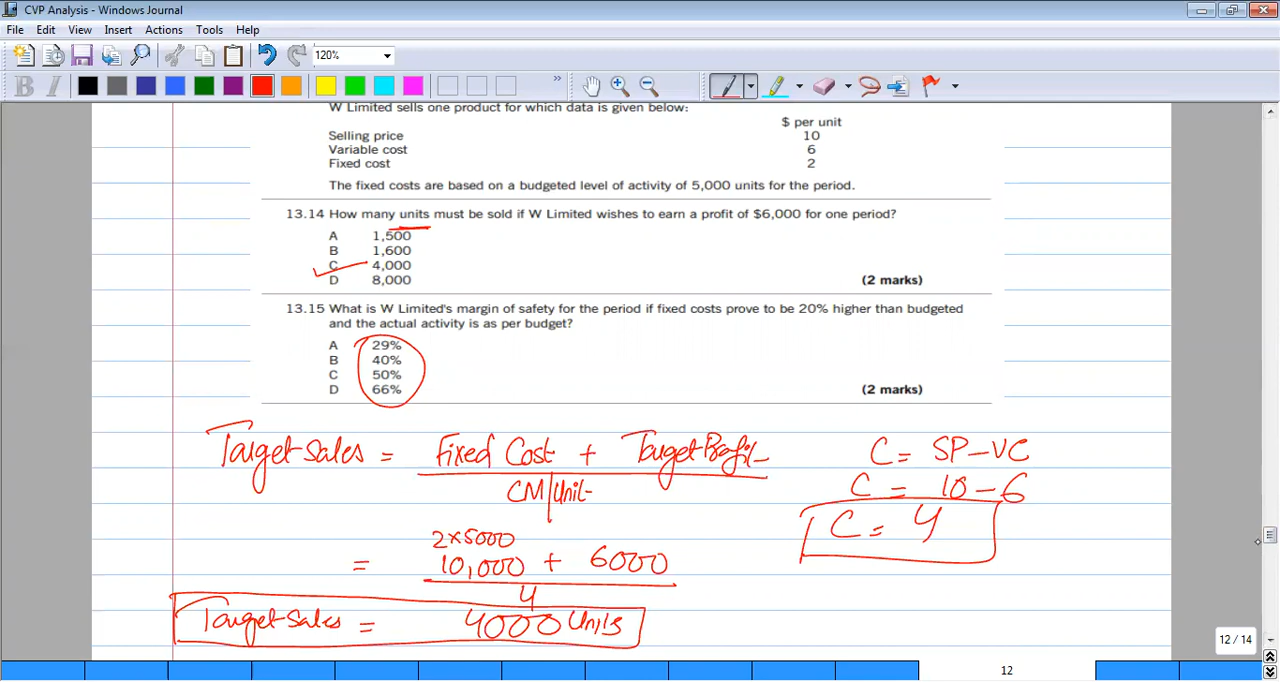 CVP Analysis - Windows Journal
File Edit View Insert Actions Tools Help
120%
B I
W Limited sells one product for which data is given below:
$ per unit
Selling price 10
Variable cost 6
Fixed cost 2
The fixed costs are based on a budgeted level of activity of 5,000 units for the period.
13.14 How many units must be sold if W Limited wishes to earn a profit of $6,000 for one period?
A 1,500
B 1,600
C 4,000
D 8,000 (2 marks)
13.15 What is W Limited's margin of safety for the period if fixed costs prove to be 20% higher than budgeted
and the actual activity is as per budget?
A 29%
B 40%
C 50%
D 66% (2 marks)
Target Sales = Fixed Cost + Target Profit
CM/Unit
C = SP - VC
C = 10 - 6
C = 4
2×5000
= 10,000 + 6000
4
Target Sales = 4000 Units
12 / 14
12